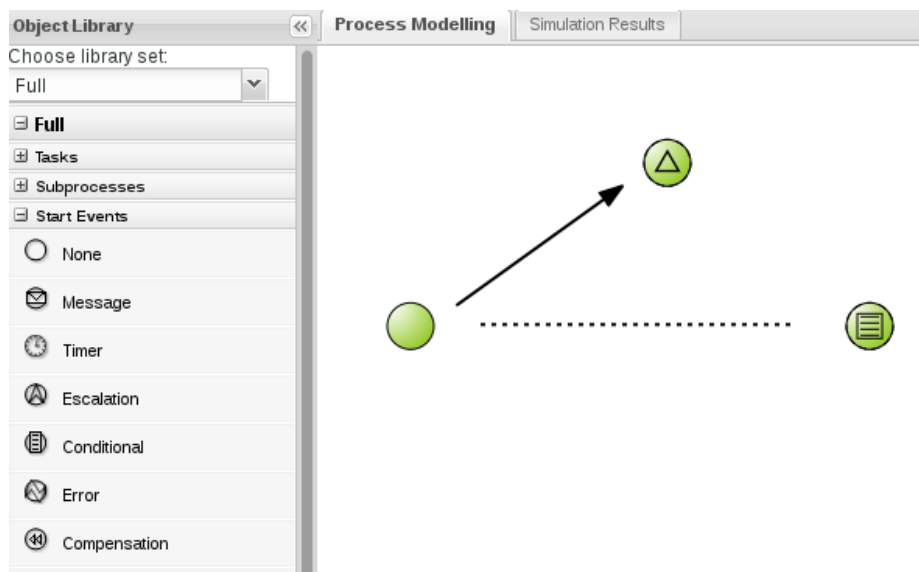 Object Library
Process Modelling
Simulation Results
Choose library set:
Full
Full
Tasks
Subprocesses
Start Events
None
Message
Timer
Escalation
Conditional
Error
Compensation